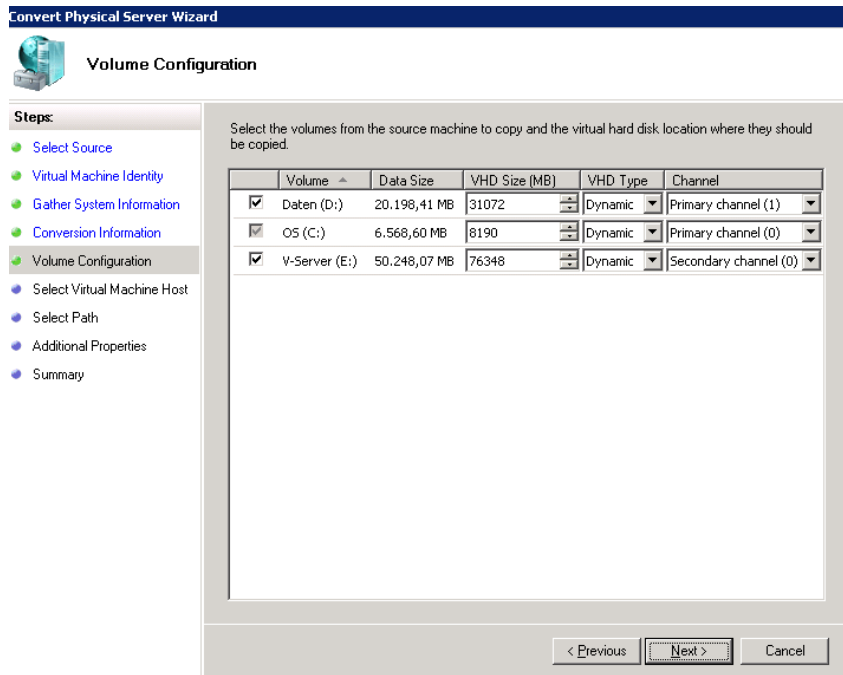 Convert Physical Server Wizard
Volume Configuration
Steps:
Select Source
Virtual Machine Identity
Gather System Information
Conversion Information
Volume Configuration
Select Virtual Machine Host
Select Path
Additional Properties
Summary
Select the volumes from the source machine to copy and the virtual hard disk location where they should
be copied.
Volume Data Size VHD Size (MB) VHD Type Channel
Daten (D:) 20.198,41 MB 31072 Dynamic Primary channel (1)
OS (C:) 6.568,60 MB 8190 Dynamic Primary channel (0)
V-Server (E:) 50.248,07 MB 76348 Dynamic Secondary channel (0)
< Previous Next > Cancel